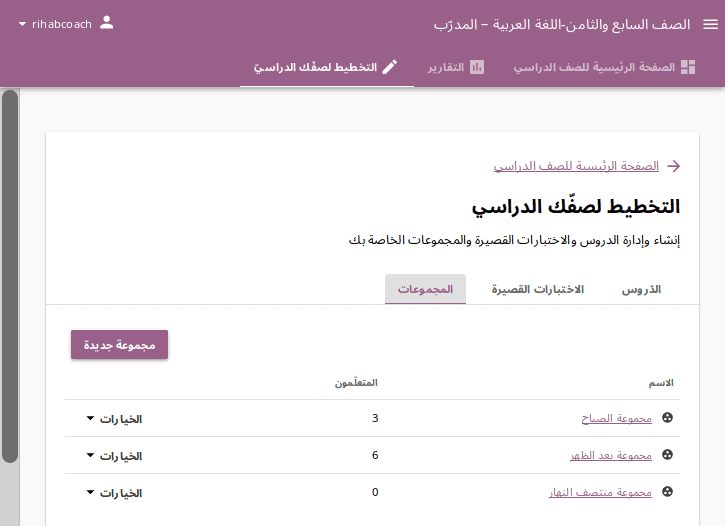 الصف السابع والثامن-اللغة العربية – المدرّب
rihabcoach
الصفحة الرئيسية للصف الدراسي
التقارير
التخطيط لصفّك الدراسيّ
الصفحة الرئيسية للصف الدراسي
التخطيط لصفّك الدراسي
إنشاء وإدارة الدروس والاختبارات القصيرة والمجموعات الخاصة بك
الدّروس
الاختبارات القصيرة
المجموعات
مجموعة جديدة
الاسم
المتعلّمون
مجموعة الصباح
3
الخيارات
مجموعة بعد الظهر
6
الخيارات
مجموعة منتصف النهار
0
الخيارات